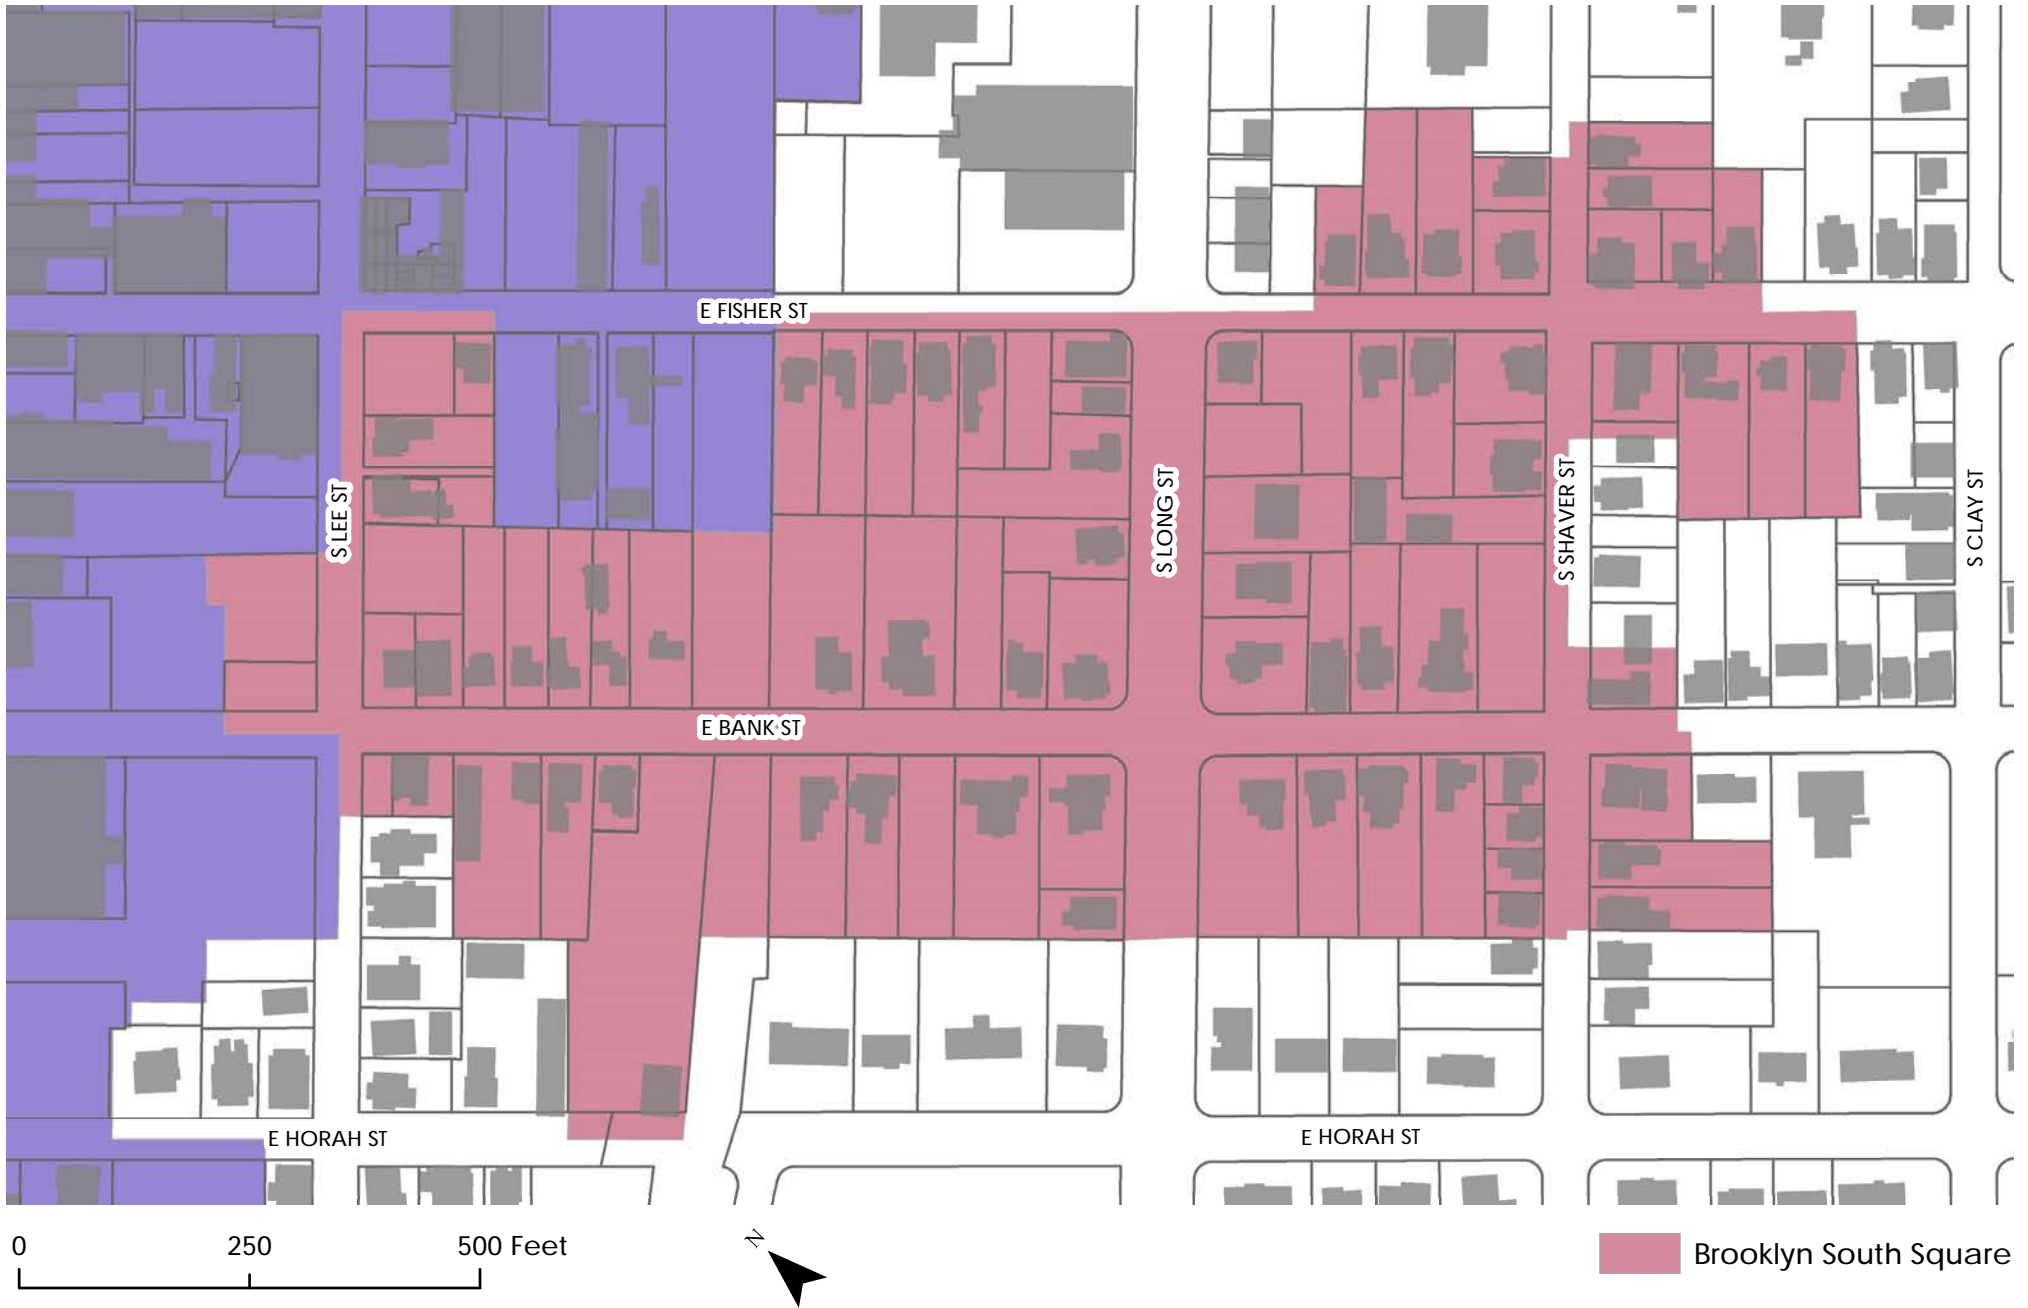 E FISHER ST
S LEE ST
S LONG ST
S SHAVER ST
S CLAY ST
E BANK ST
E HORAH ST
E HORAH ST
0
250
500 Feet
N
Brooklyn South Square